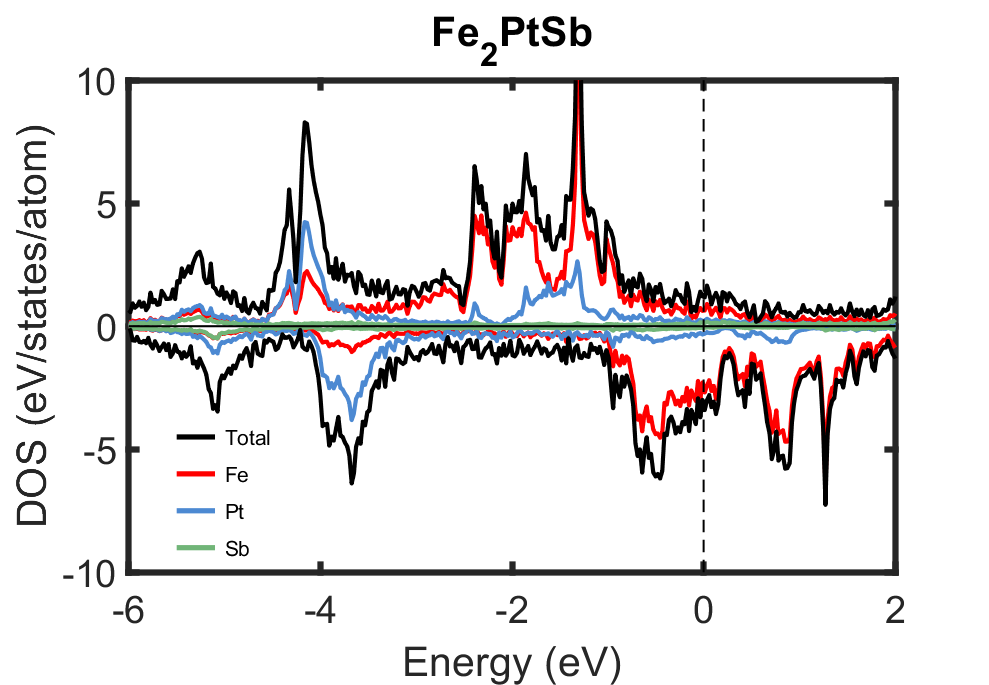 Fe₂PtSb
DOS (eV/states/atom)
10
5
0
-5
-10
Total
Fe
Pt
Sb
-6 -4 -2 0 2
Energy (eV)